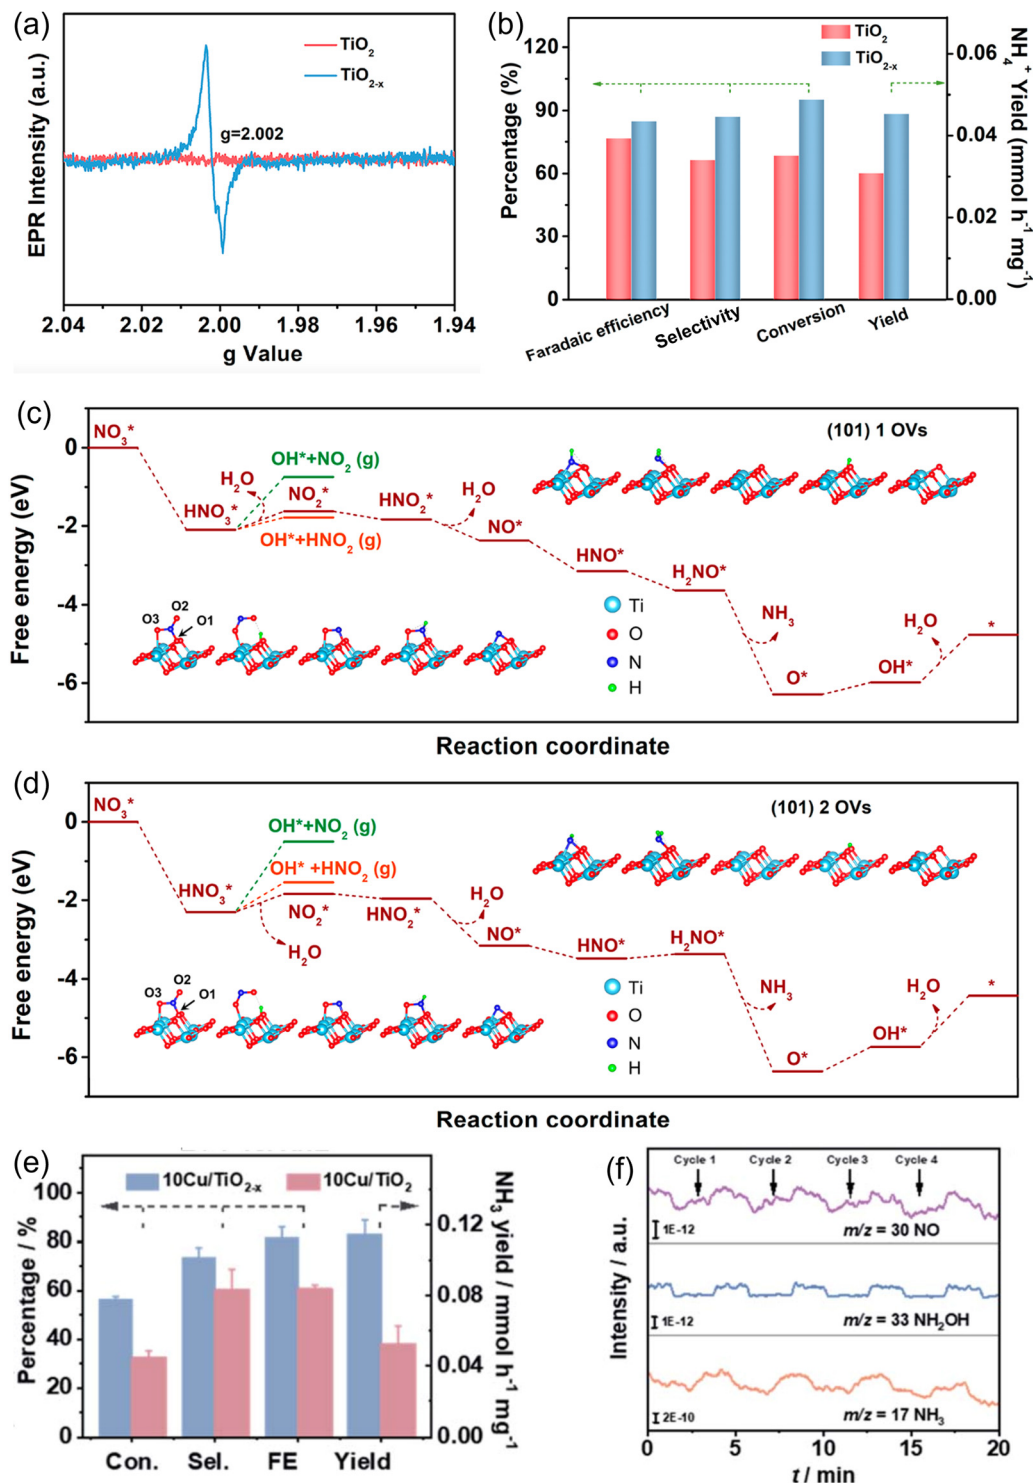 (a)
TiO2
TiO2-x
g=2.002
EPR Intensity (a.u.)
2.04 2.02 2.00 1.98 1.96 1.94
g Value
(b)
TiO2
TiO2-x
120
90
60
30
0
Percentage (%)
0.06
0.04
0.02
0.00
NH4+ Yield (mmol h-1 mg-1)
Faradaic efficiency Selectivity Conversion Yield
(c)
(101) 1 OVs
0
-2
-4
-6
Free energy (eV)
NO3*
HNO3*
H2O
OH*+NO2 (g)
NO2*
OH*+HNO2 (g)
HNO2*
H2O
NO*
HNO*
H2NO*
NH3
O*
OH*
H2O
*
O3 O2 O1
Ti
O
N
H
Reaction coordinate
(d)
(101) 2 OVs
0
-2
-4
-6
Free energy (eV)
NO3*
HNO3*
OH*+NO2 (g)
OH* +HNO2 (g)
NO2*
H2O
HNO2*
H2O
NO*
HNO*
H2NO*
NH3
O*
OH*
H2O
*
O3 O2 O1
Ti
O
N
H
Reaction coordinate
(e)
10Cu/TiO2-x 10Cu/TiO2
100
80
60
40
20
0
Percentage / %
0.12
0.08
0.04
0.00
NH3 yield / mmol h-1 mg-1
Con. Sel. FE Yield
(f)
Cycle 1 Cycle 2 Cycle 3 Cycle 4
1E-12
m/z = 30 NO
1E-12
m/z = 33 NH2OH
2E-10
m/z = 17 NH3
Intensity / a.u.
0 5 10 15 20
t / min